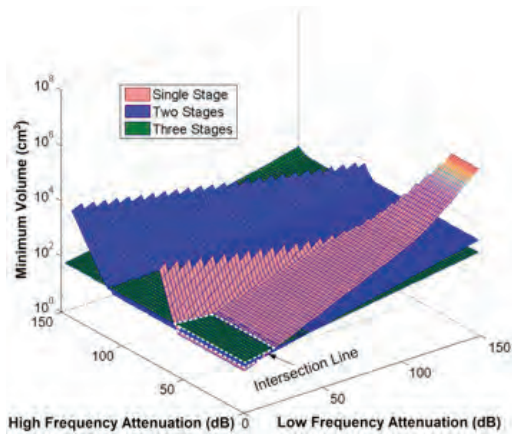 10⁸
10⁶
10⁴
10²
10⁰
Minimum Volume (cm³)
Single Stage
Two Stages
Three Stages
150
100
50
0
50
100
150
Intersection Line
High Frequency Attenuation (dB)
Low Frequency Attenuation (dB)